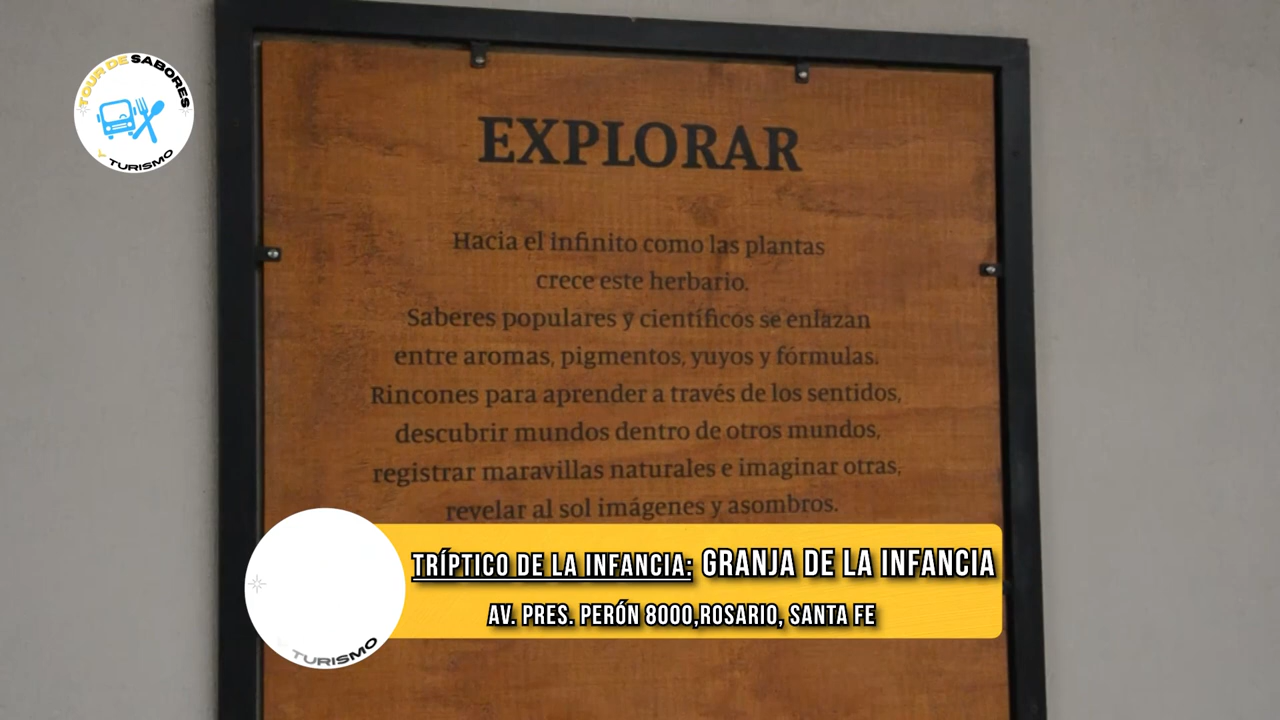 TOUR DE SABORES
Y TURISMO
EXPLORAR
Hacia el infinito como las plantas
crece este herbario.
Saberes populares y científicos se enlazan
entre aromas, pigmentos, yuyos y fórmulas.
Rincones para aprender a través de los sentidos,
descubrir mundos dentro de otros mundos,
registrar maravillas naturales e imaginar otras,
revelar al sol imágenes y asombros.
TRÍPTICO DE LA INFANCIA: GRANJA DE LA INFANCIA
AV. PRES. PERÓN 8000,ROSARIO, SANTA FE
Y TURISMO